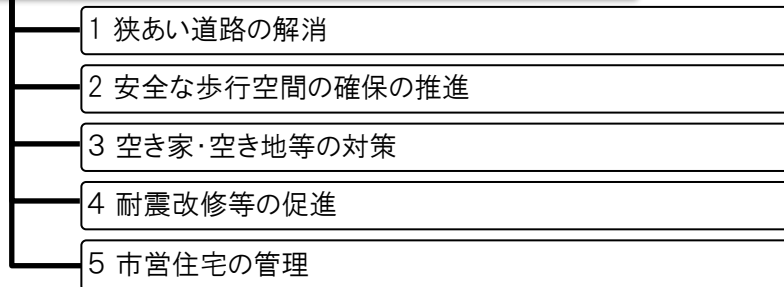 1 狭あい道路の解消
2 安全な歩行空間の確保の推進
3 空き家・空き地等の対策
4 耐震改修等の促進
5 市営住宅の管理